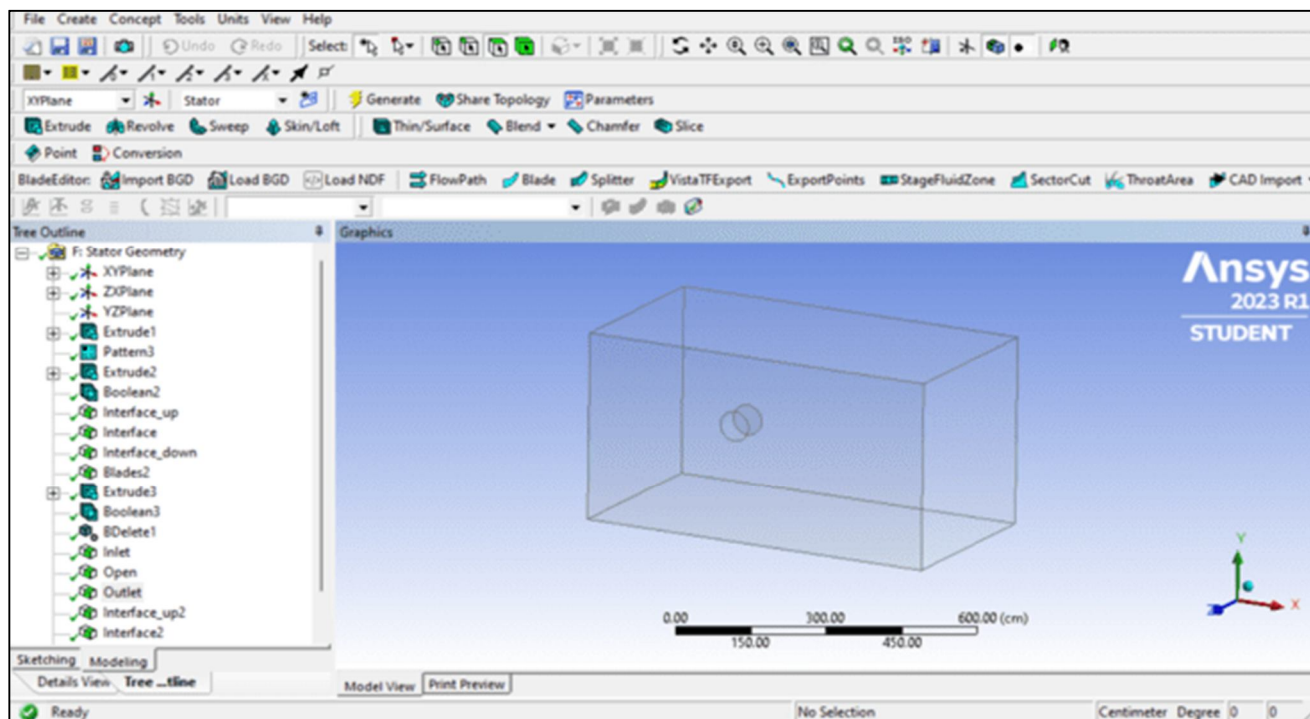 File Create Concept Tools Units View Help
Undo Redo Select:
XYPlane Stator Generate Share Topology Parameters
Extrude Revolve Sweep Skin/Loft Thin/Surface Blend Chamfer Slice
Point Conversion
BladeEditor: Import BGD Load BGD Load NDF FlowPath Blade Splitter VistaTFExport ExportPoints StageFluidZone SectorCut ThroatArea CAD Import
Tree Outline Graphics
F: Stator Geometry
XYPlane
ZXPlane
YZPlane
Extrude1
Pattern3
Extrude2
Boolean2
Interface_up
Interface
Interface_down
Blades2
Extrude3
Boolean3
BDelete1
Inlet
Open
Outlet
Interface_up2
Interface2
Sketching Modeling
Details View Tree ...tline
Ansys
2023 R1
STUDENT
Y
X
Z
0.00 300.00 600.00 (cm)
150.00 450.00
Model View Print Preview
Ready No Selection Centimeter Degree 0 0